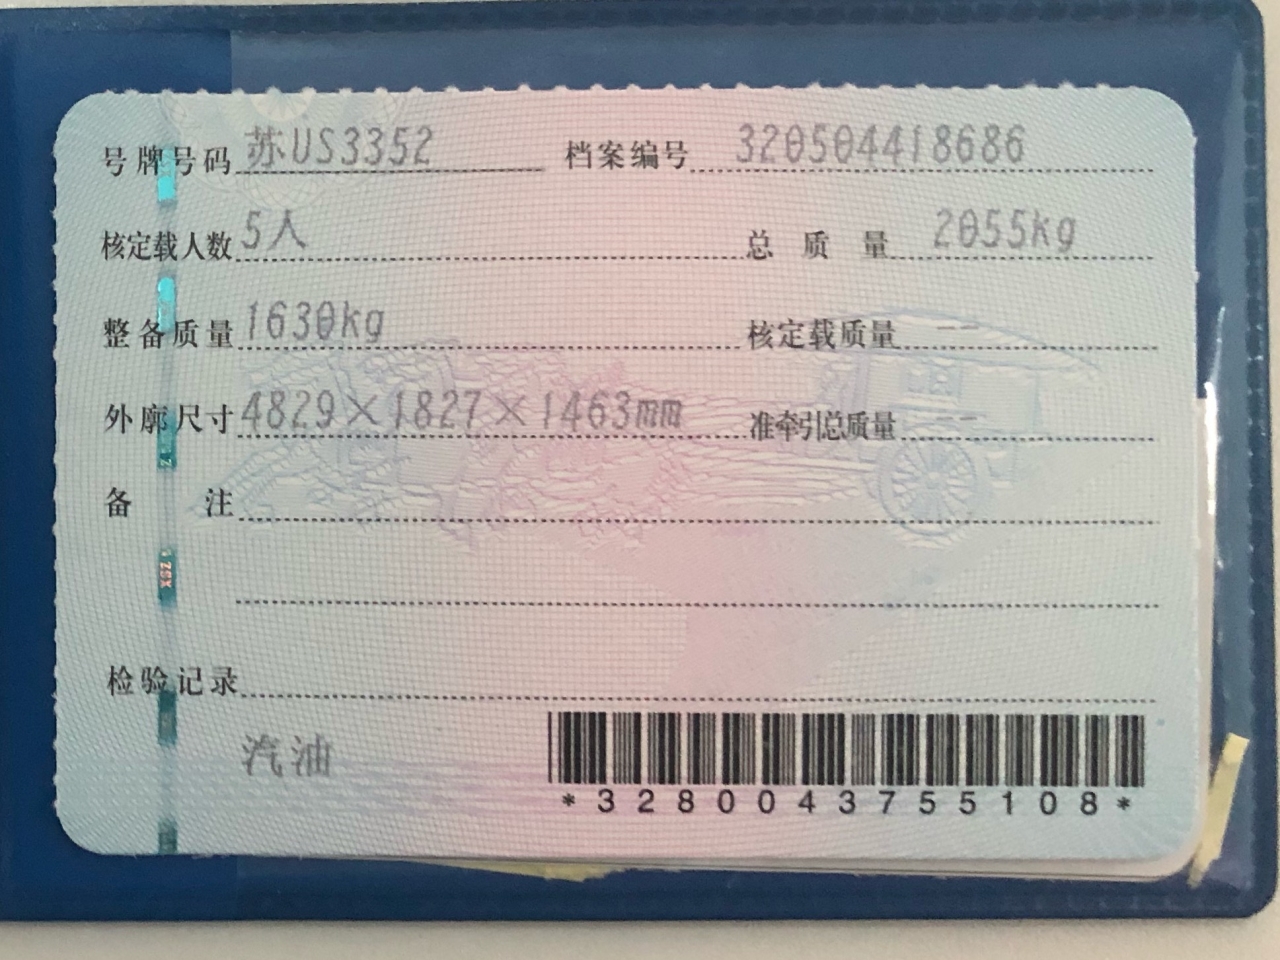 号牌号码 苏US3352 档案编号 320504418686
核定载人数 5人 总质量 2055kg
整备质量 1630kg 核定载质量 --
外廓尺寸 4829×1827×1463mm 准牵引总质量 --
备注
检验记录
汽油
*3280043755108*